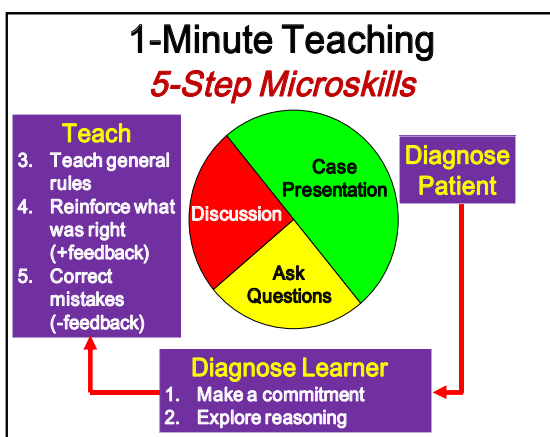 1-Minute Teaching
5-Step Microskills
Teach
3. Teach general
rules
4. Reinforce what
was right
(+feedback)
5. Correct
mistakes
(-feedback)
Case
Presentation
Discussion
Ask
Questions
Diagnose
Patient
Diagnose Learner
1. Make a commitment
2. Explore reasoning